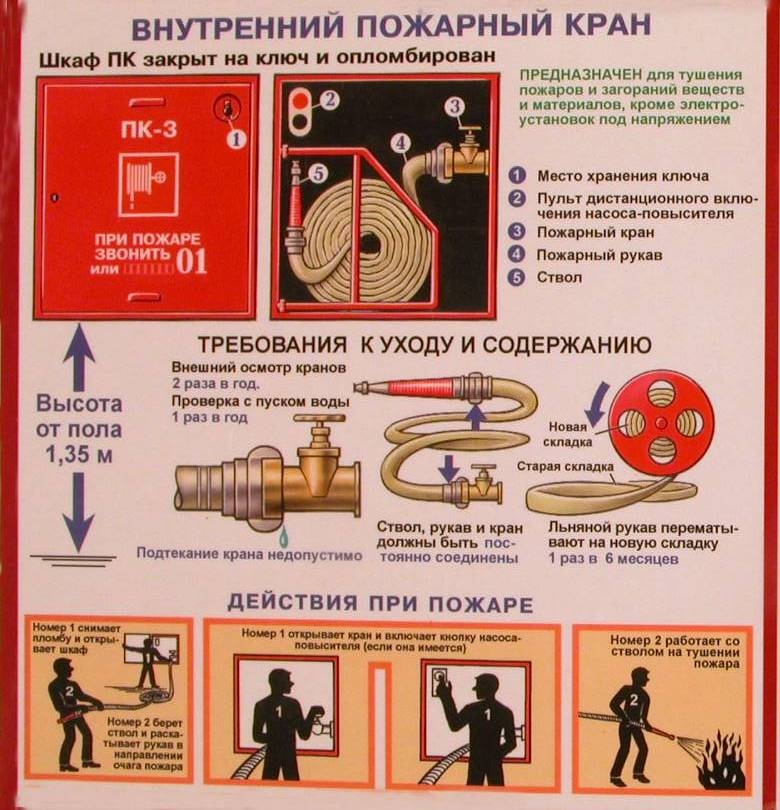 ВНУТРЕННИЙ ПОЖАРНЫЙ КРАН
Шкаф ПК закрыт на ключ и опломбирован
ПРЕДНАЗНАЧЕН для тушения
пожаров и загораний веществ
и материалов, кроме электро-
установок под напряжением
ПК-3
1
ПРИ ПОЖАРЕ
ЗВОНИТЬ
или 01
2
3
4
5
1 Место хранения ключа
2 Пульт дистанционного вклю-
чения насоса-повысителя
3 Пожарный кран
4 Пожарный рукав
5 Ствол
Высота
от пола
1,35 м
ТРЕБОВАНИЯ К УХОДУ И СОДЕРЖАНИЮ
Внешний осмотр кранов
2 раза в год.
Проверка с пуском воды
1 раз в год
Подтекание крана недопустимо
Ствол, рукав и кран
должны быть пос-
тоянно соединены
Новая
складка
Старая складка
Льняной рукав перематы-
вают на новую складку
1 раз в 6 месяцев
ДЕЙСТВИЯ ПРИ ПОЖАРЕ
Номер 1 снимает
пломбу и откры-
вает шкаф
2
Номер 2 берет
ствол и раска-
тывает рукав в
направлении
очага пожара
Номер 1 открывает кран и включает кнопку насоса-
повысителя (если она имеется)
1
1
Номер 2 работает со
стволом на тушении
пожара
2